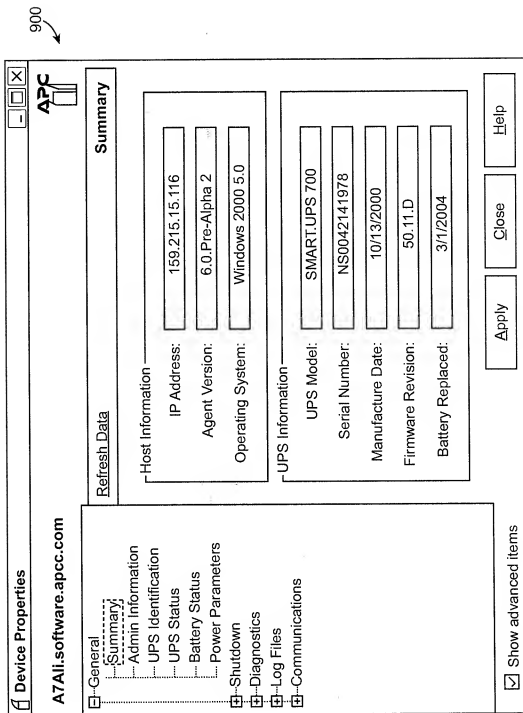 900
Device Properties
APC
A7Ali.software.apcc.com
Refresh Data
Summary
General
Summary
Admin Information
UPS Identification
UPS Status
Battery Status
Power Parameters
Shutdown
Diagnostics
Log Files
Communications
Host Information
IP Address: 159.215.15.116
Agent Version: 6.0.Pre-Alpha 2
Operating System: Windows 2000 5.0
UPS Information
UPS Model: SMART.UPS 700
Serial Number: NS0042141978
Manufacture Date: 10/13/2000
Firmware Revision: 50.11.D
Battery Replaced: 3/1/2004
Show advanced items
Apply
Close
Help